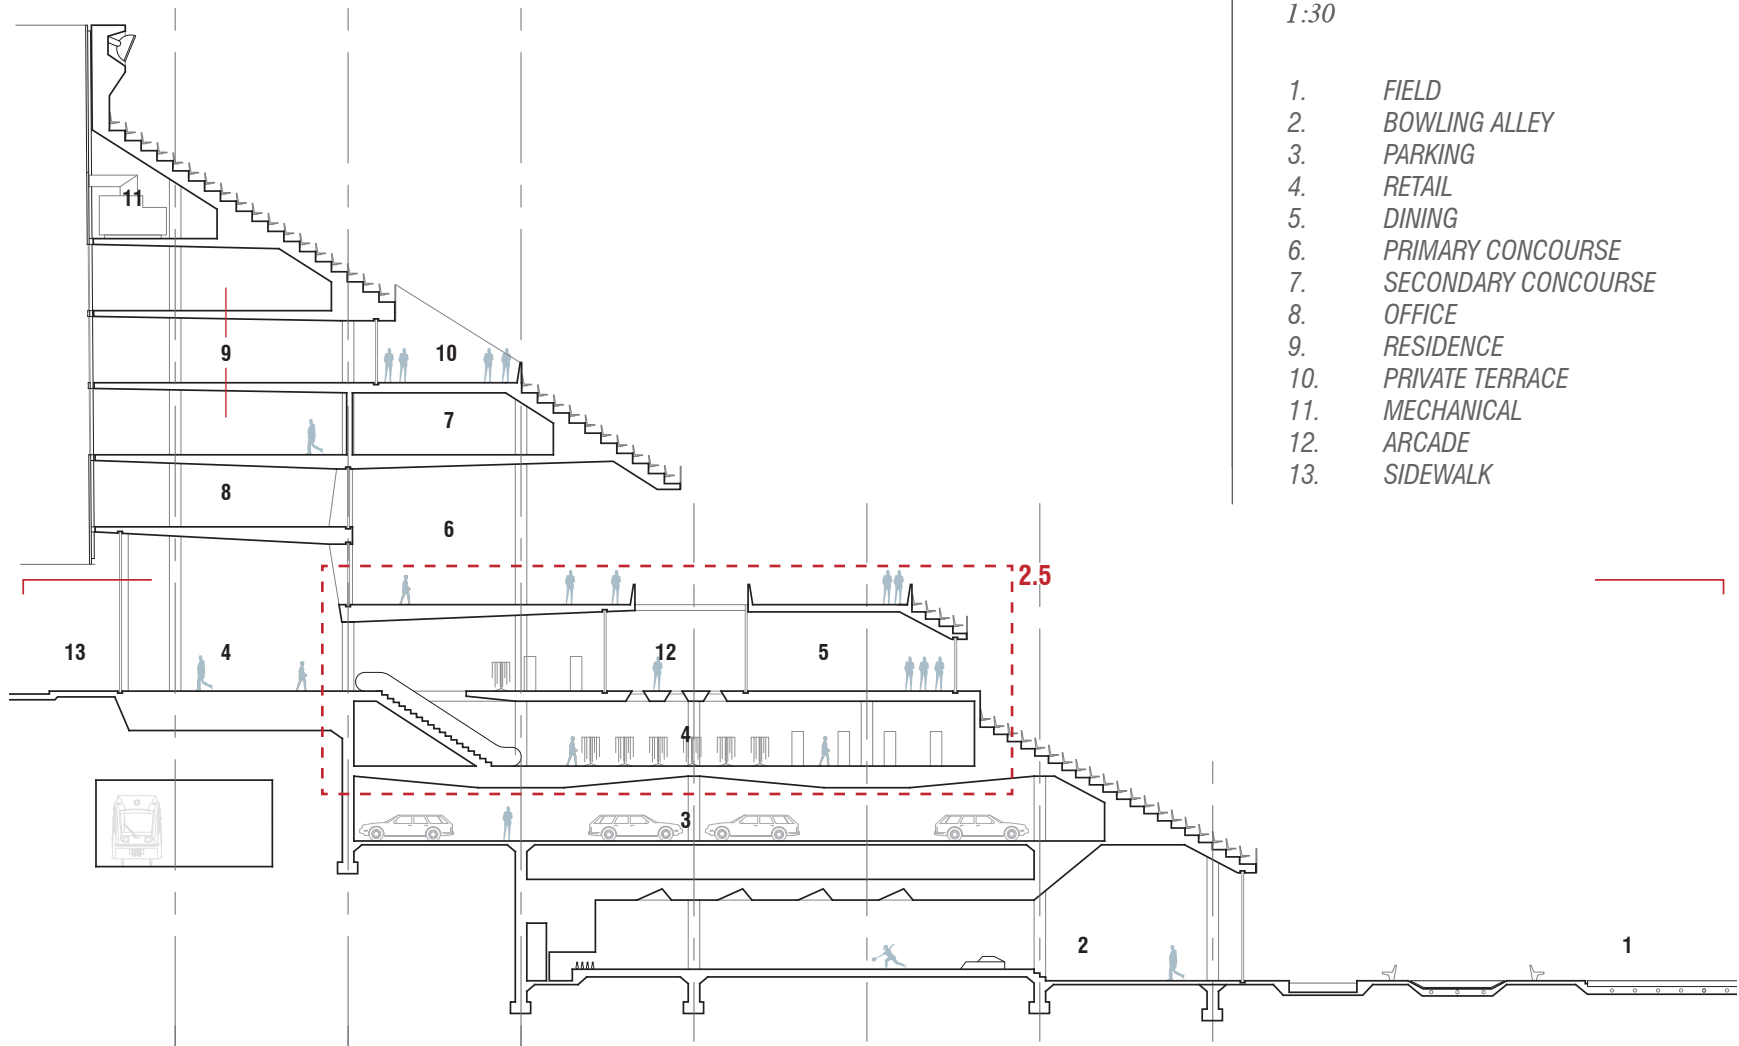 1:30
1. FIELD
2. BOWLING ALLEY
3. PARKING
4. RETAIL
5. DINING
6. PRIMARY CONCOURSE
7. SECONDARY CONCOURSE
8. OFFICE
9. RESIDENCE
10. PRIVATE TERRACE
11. MECHANICAL
12. ARCADE
13. SIDEWALK
11
9
10
7
8
6
2.5
13
4
12
5
4
3
2
1